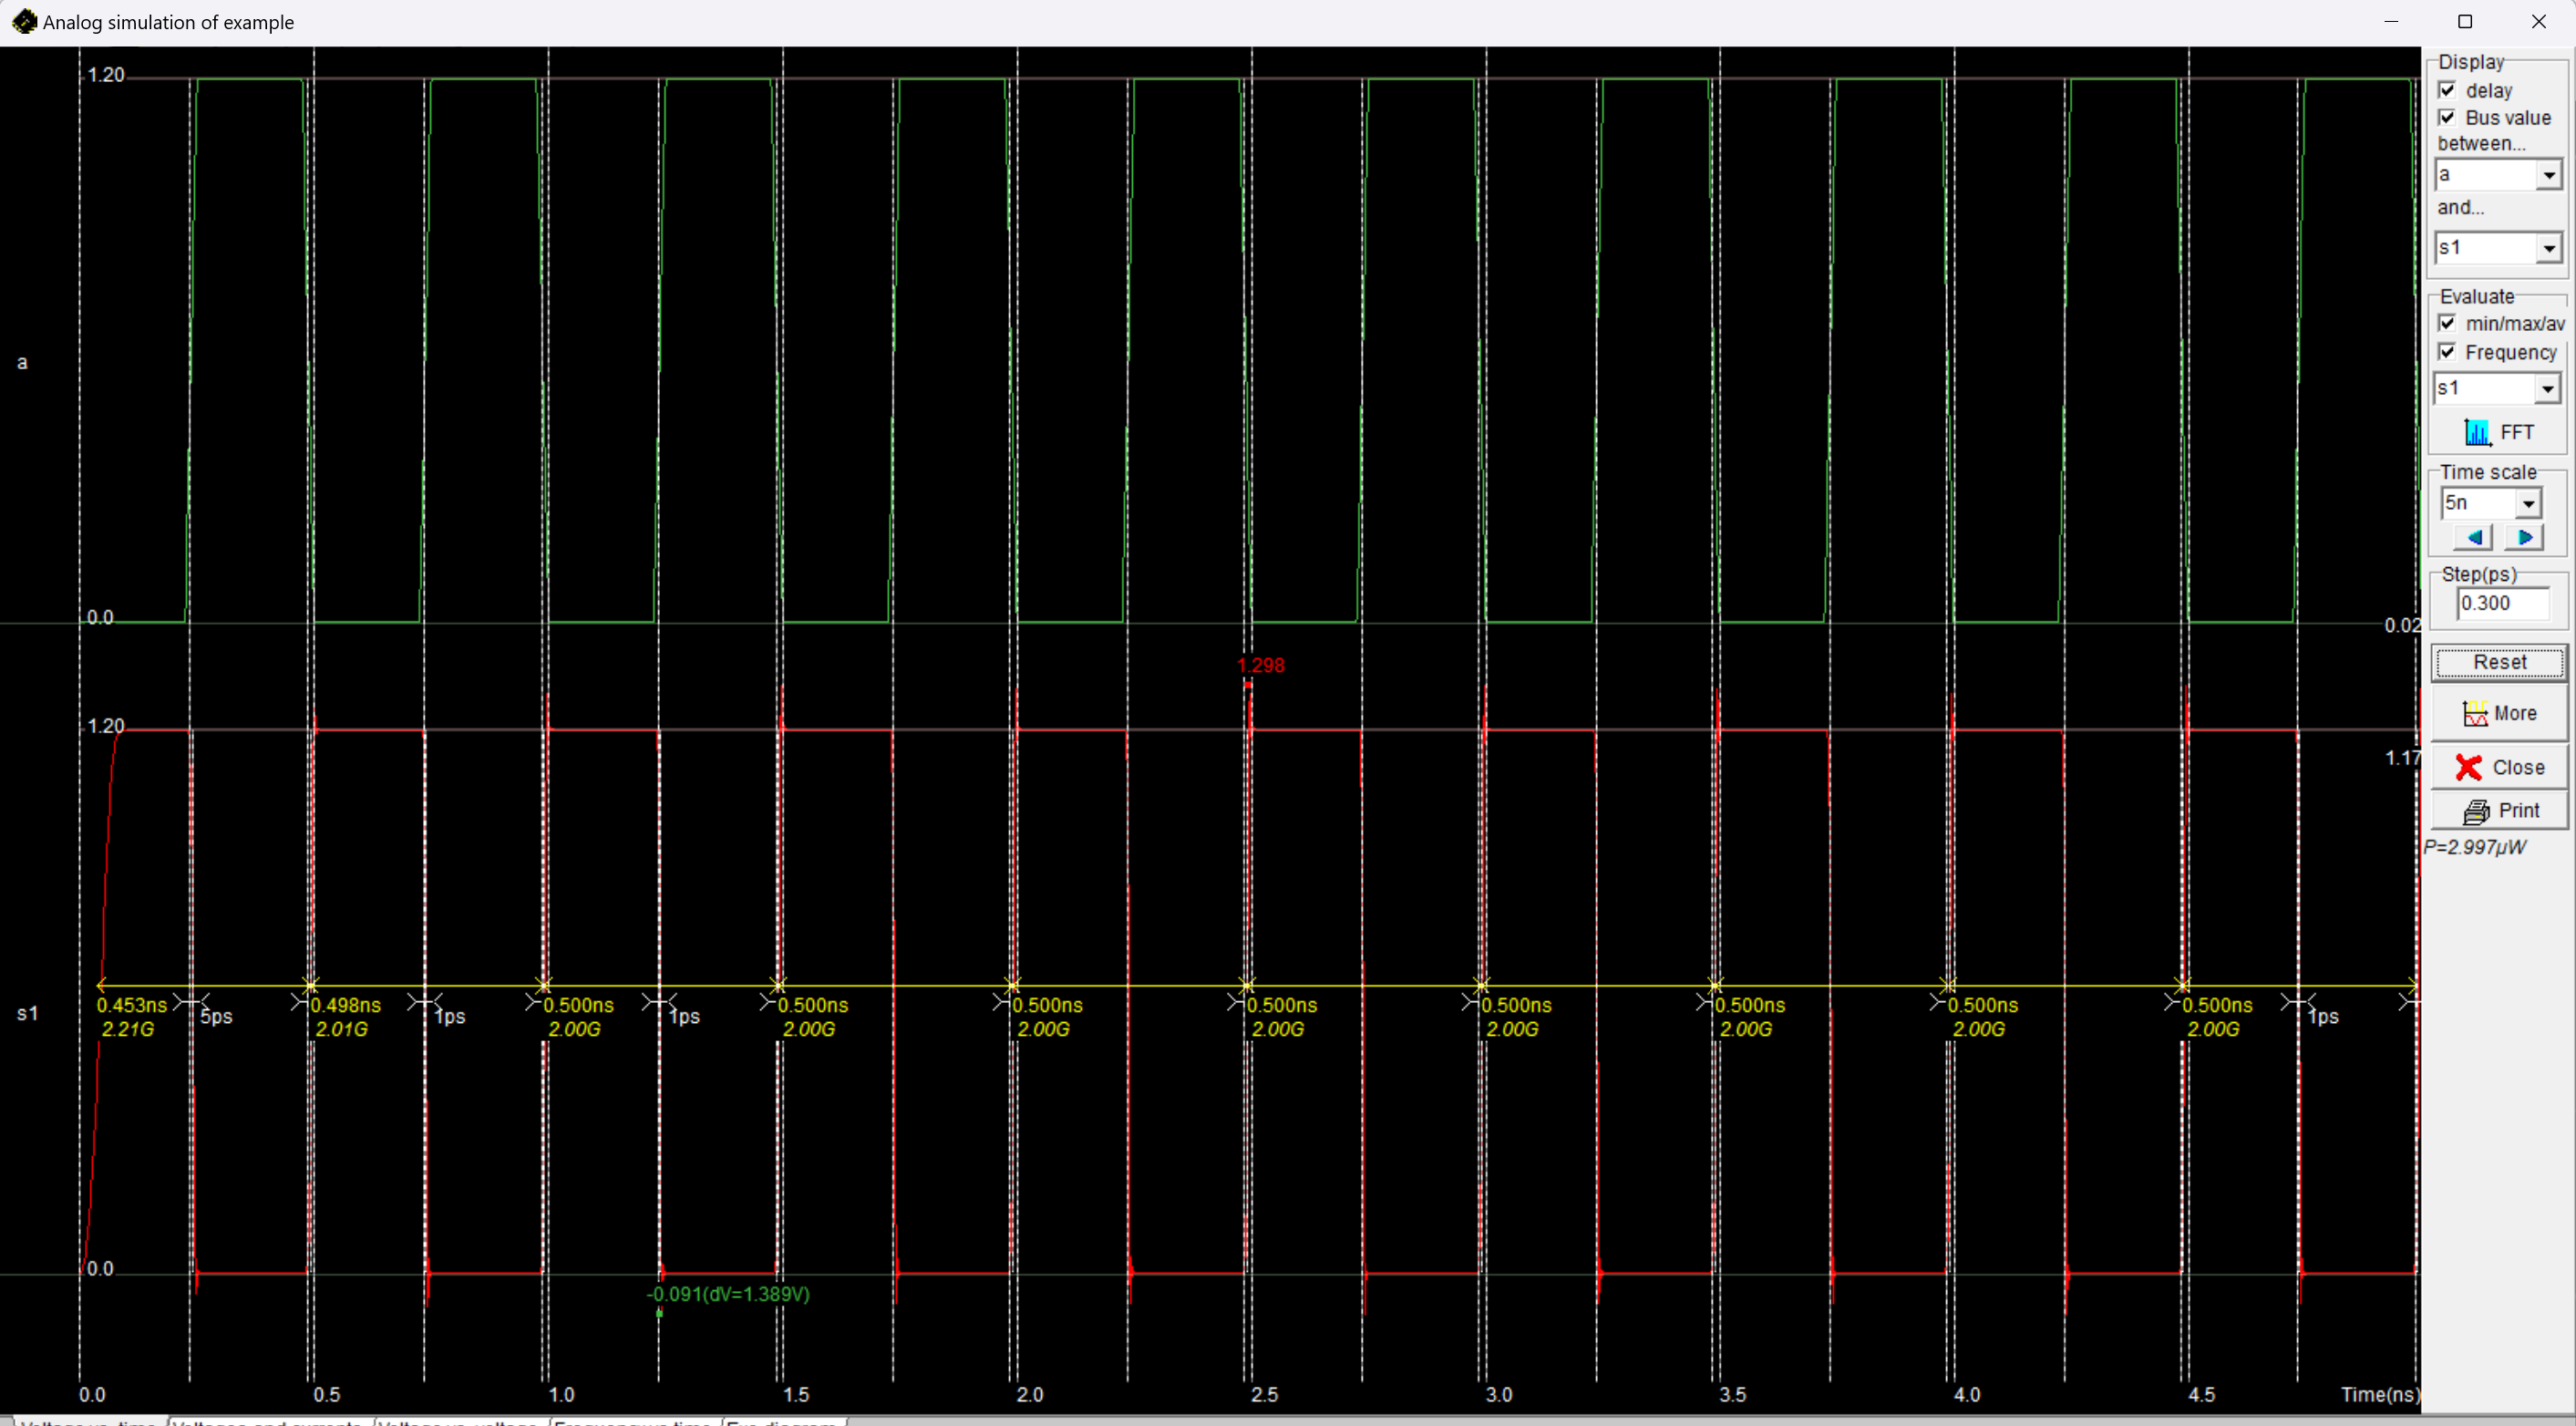 Analog simulation of example
1.20
a
0.0
0.02
1.298
1.20
1.17
s1
0.453ns 5ps 0.498ns 1ps 0.500ns 1ps 0.500ns 0.500ns 0.500ns 0.500ns 0.500ns 0.500ns 0.500ns 1ps
2.21G 2.01G 2.00G 2.00G 2.00G 2.00G 2.00G 2.00G 2.00G 2.00G
0.0
-0.091(dV=1.389V)
0.0 0.5 1.0 1.5 2.0 2.5 3.0 3.5 4.0 4.5 Time(ns)
Display
delay
Bus value
between...
a
and...
s1
Evaluate
min/max/av
Frequency
s1
FFT
Time scale
5n
Step(ps)
0.300
Reset
More
Close
Print
P=2.997µW